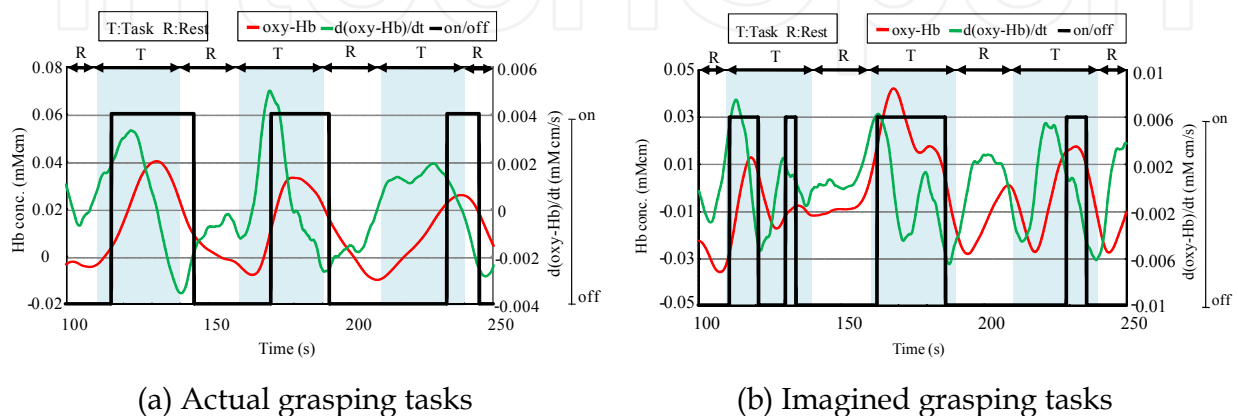 T:Task R:Rest
oxy-Hb d(oxy-Hb)/dt on/off
R T R T R T R
Hb conc. (mMcm)
0.08
0.06
0.04
0.02
0
-0.02
0.006
0.004
0.002
0
-0.002
-0.004
d(oxy-Hb)/dt (mM cm/s)
on
off
100 150 200 250
Time (s)
(a) Actual grasping tasks
T:Task R:Rest
oxy-Hb d(oxy-Hb)/dt on/off
R T R T R T R
Hb conc. (mMcm)
0.05
0.03
0.01
-0.01
-0.03
-0.05
0.01
0.006
0.002
-0.002
-0.006
-0.01
d(oxy-Hb)/dt (mM cm/s)
on
off
100 150 200 250
Time (s)
(b) Imagined grasping tasks